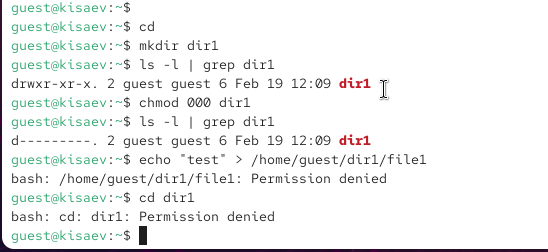 guest@kisaev:~$
guest@kisaev:~$ cd
guest@kisaev:~$ mkdir dir1
guest@kisaev:~$ ls -l | grep dir1
drwxr-xr-x. 2 guest guest 6 Feb 19 12:09 dir1
guest@kisaev:~$ chmod 000 dir1
guest@kisaev:~$ ls -l | grep dir1
d---------. 2 guest guest 6 Feb 19 12:09 dir1
guest@kisaev:~$ echo "test" > /home/guest/dir1/file1
bash: /home/guest/dir1/file1: Permission denied
guest@kisaev:~$ cd dir1
bash: cd: dir1: Permission denied
guest@kisaev:~$